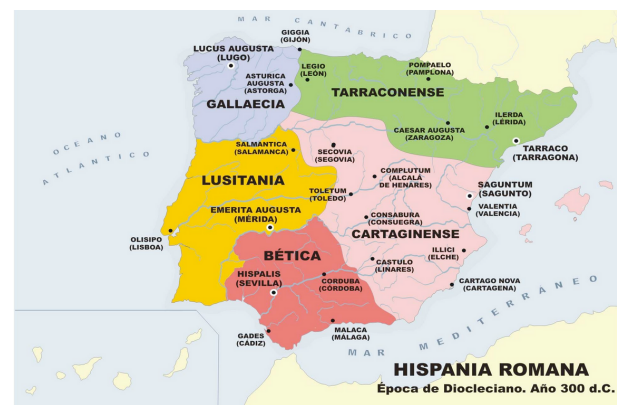 MAR CANTÁBRICO
GIGGIA
(GIJÓN)
LUCUS AUGUSTA
(LUGO)
LEGIO
(LEÓN)
ASTURICA
AUGUSTA
(ASTORGA)
POMPAELO
(PAMPLONA)
GALLAECIA
TARRACONENSE
ILERDA
(LÉRIDA)
CAESAR AUGUSTA
(ZARAGOZA)
OCEANO
ATLANTICO
TARRACO
(TARRAGONA)
SALMANTICA
(SALAMANCA)
SECOVIA
(SEGOVIA)
COMPLUTUM
(ALCALÁ
DE HENARES)
LUSITANIA
TOLETUM
(TOLEDO)
SAGUNTUM
(SAGUNTO)
VALENTIA
(VALENCIA)
EMERITA AUGUSTA
(MÉRIDA)
CONSABURA
(CONSUEGRA)
OLISIPO
(LISBOA)
CARTAGINENSE
BÉTICA
ILLICI
(ELCHE)
CASTULO
(LINARES)
HISPALIS
(SEVILLA)
CORDUBA
(CÓRDOBA)
CARTAGO NOVA
(CARTAGENA)
GADES
(CÁDIZ)
MALACA
(MÁLAGA)
MAR MEDITERRÁNEO
HISPANIA ROMANA
Época de Diocleciano. Año 300 d.C.